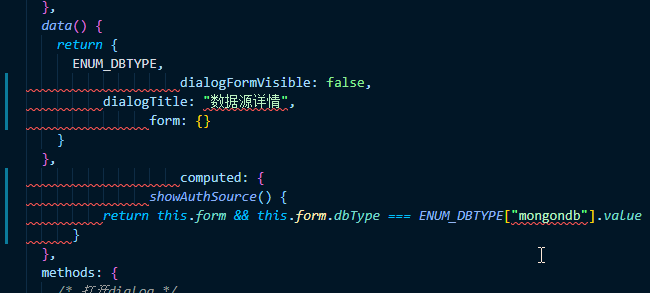 },
data() {
return {
ENUM_DBTYPE,
dialogFormVisible: false,
dialogTitle: "数据源详情",
form: {}
}
},
computed: {
showAuthSource() {
return this.form && this.form.dbType === ENUM_DBTYPE["mongondb"].value
}
},
methods: {
/* 打开dialog */